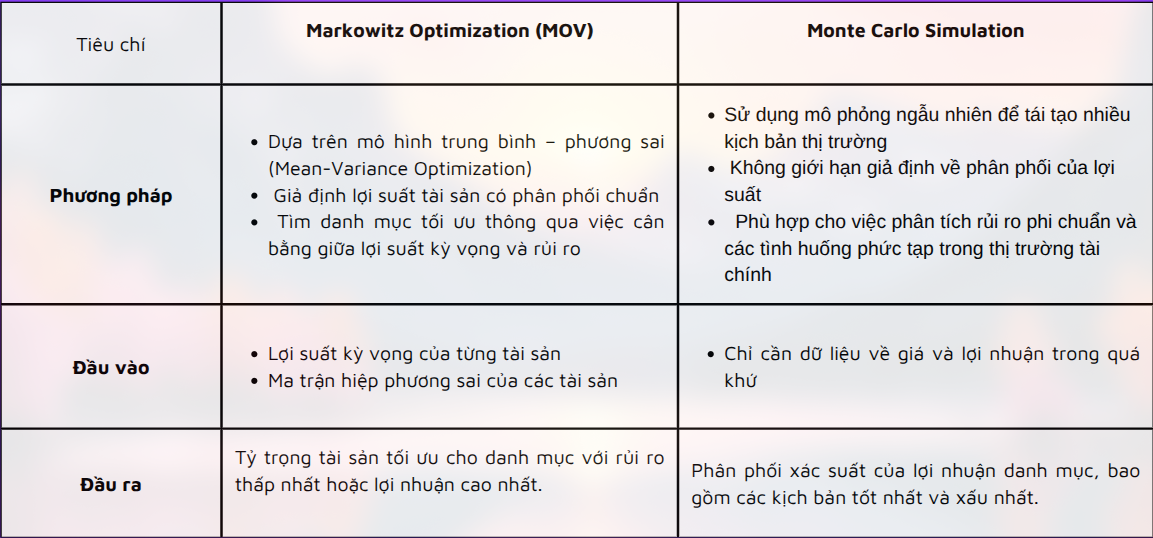 Tiêu chí
Markowitz Optimization (MOV)
Monte Carlo Simulation
Phương pháp
• Dựa trên mô hình trung bình – phương sai
(Mean-Variance Optimization)
• Giả định lợi suất tài sản có phân phối chuẩn
• Tìm danh mục tối ưu thông qua việc cân
bằng giữa lợi suất kỳ vọng và rủi ro
• Sử dụng mô phỏng ngẫu nhiên để tái tạo nhiều
kịch bản thị trường
• Không giới hạn giả định về phân phối của lợi
suất
• Phù hợp cho việc phân tích rủi ro phi chuẩn và
các tình huống phức tạp trong thị trường tài
chính
Đầu vào
• Lợi suất kỳ vọng của từng tài sản
• Ma trận hiệp phương sai của các tài sản
• Chỉ cần dữ liệu về giá và lợi nhuận trong quá
khứ
Đầu ra
Tỷ trọng tài sản tối ưu cho danh mục với rủi ro
thấp nhất hoặc lợi nhuận cao nhất.
Phân phối xác suất của lợi nhuận danh mục, bao
gồm các kịch bản tốt nhất và xấu nhất.